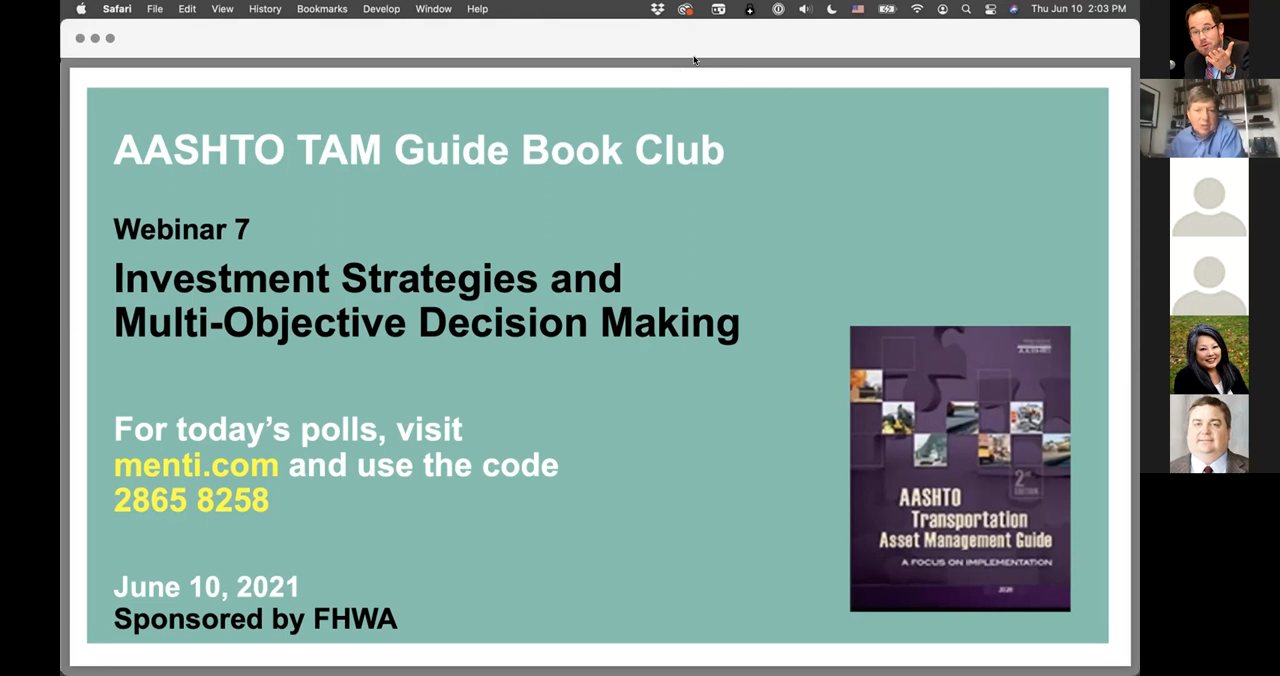 Safari File Edit View History Bookmarks Develop Window Help Thu Jun 10 2:03 PM
AASHTO TAM Guide Book Club
Webinar 7
Investment Strategies and
Multi-Objective Decision Making
For today's polls, visit
menti.com and use the code
2865 8258
June 10, 2021
Sponsored by FHWA
2nd
EDITION
AASHTO
Transportation
Asset Management Guide
A FOCUS ON IMPLEMENTATION